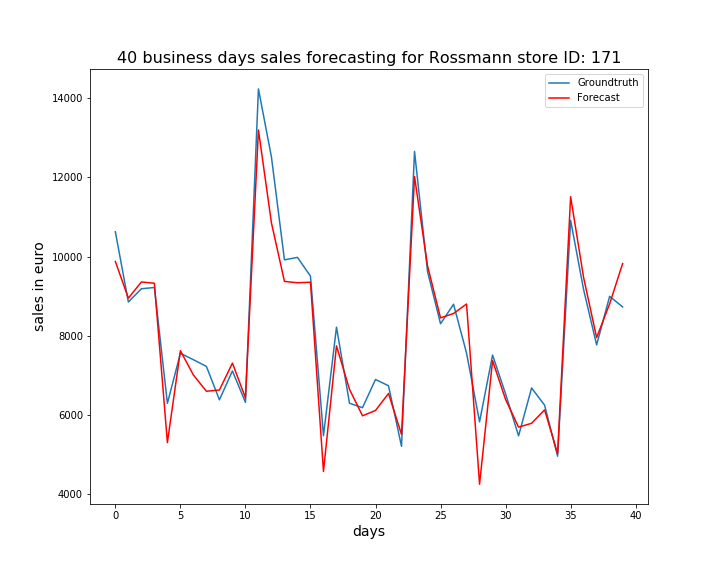 40 business days sales forecasting for Rossmann store ID: 171
Groundtruth
Forecast
sales in euro
14000
12000
10000
8000
6000
4000
0 5 10 15 20 25 30 35 40
days